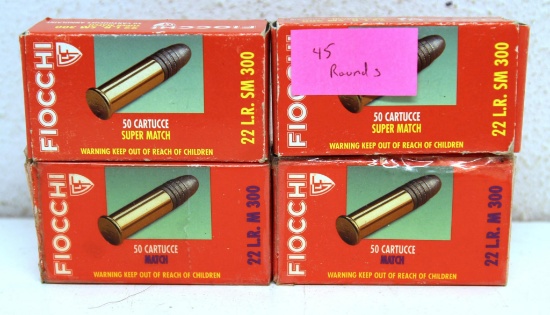 FIOCCHI
50 CARTUCCE
SUPER MATCH
WARNING KEEP OUT OF REACH OF CHILDREN
22 L.R. SM 300
45
Rounds
FIOCCHI
50 CARTUCCE
SUPER MATCH
WARNING KEEP OUT OF REACH OF CHILDREN
22 L.R. SM 300
FIOCCHI
50 CARTUCCE
MATCH
WARNING KEEP OUT OF REACH OF CHILDREN
22 L.R. M 300
FIOCCHI
50 CARTUCCE
MATCH
WARNING KEEP OUT OF REACH OF CHILDREN
22 L.R. M 300